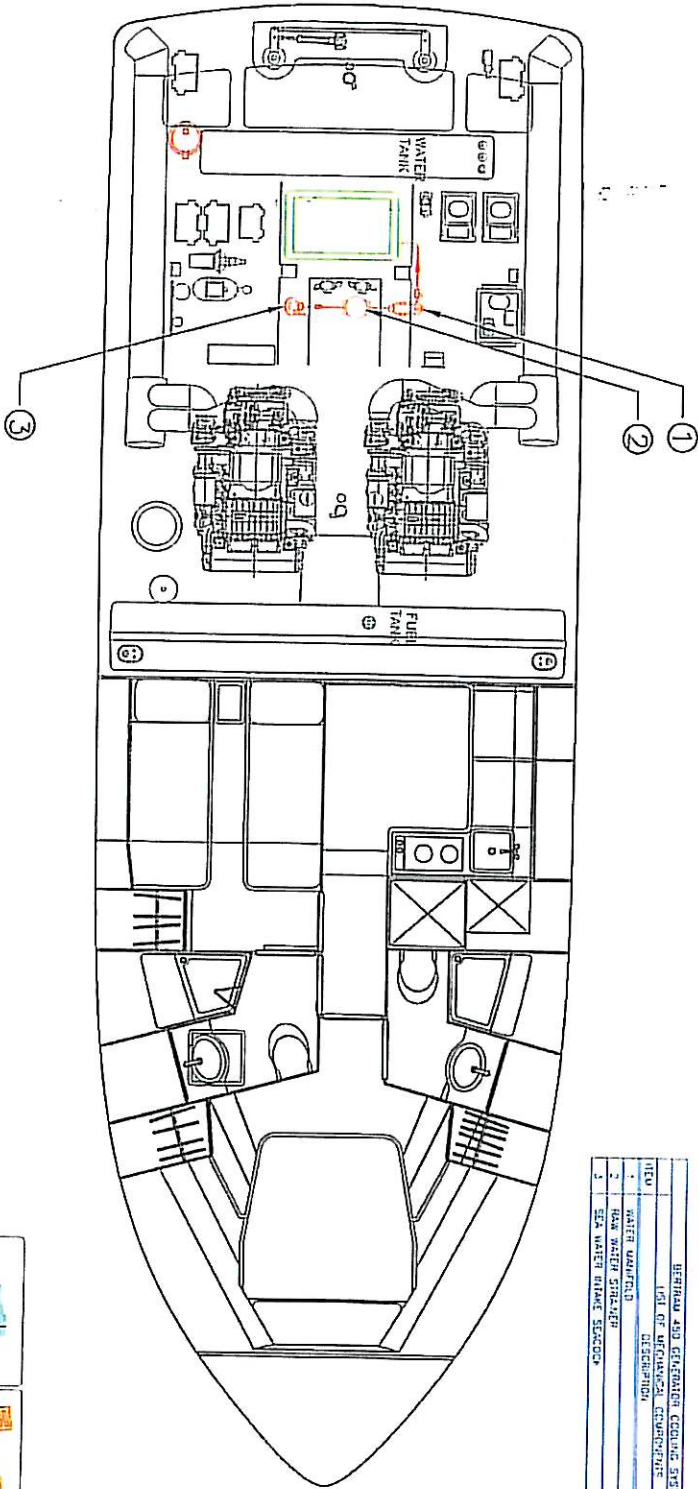 BERTRAM 450 GENERATOR COOLING SYS
LIST OF MECHANICAL COMPONENTS
ITEM DESCRIPTION
1 WATER MANIFOLD
2 RAW WATER STRAINER
3 SEA WATER INTAKE SEACOCK
①
②
③
WATER
TANK
FUEL
TANK